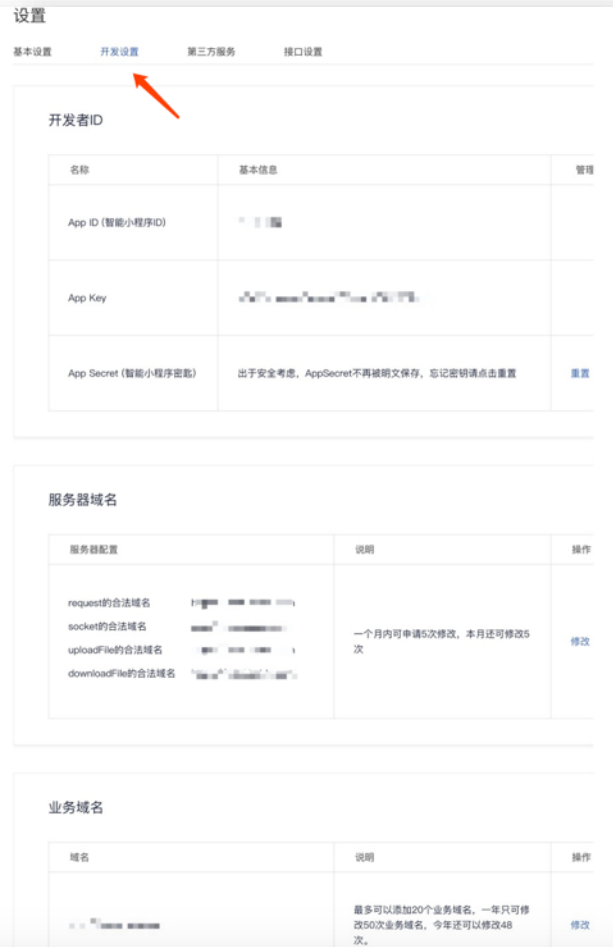 设置
基本设置 开发设置 第三方服务 接口设置
开发者ID
名称 基本信息 管理
App ID (智能小程序ID)
App Key
App Secret (智能小程序密匙) 出于安全考虑，AppSecret不再被明文保存，忘记密钥请点击重置 重置
服务器域名
服务器配置 说明 操作
request的合法域名
socket的合法域名
uploadFile的合法域名
downloadFile的合法域名
一个月内可申请5次修改，本月还可修改5
次
修改
业务域名
域名 说明 操作
最多可以添加20个业务域名，一年只可修
改50次业务域名，今年还可以修改48
次。
修改